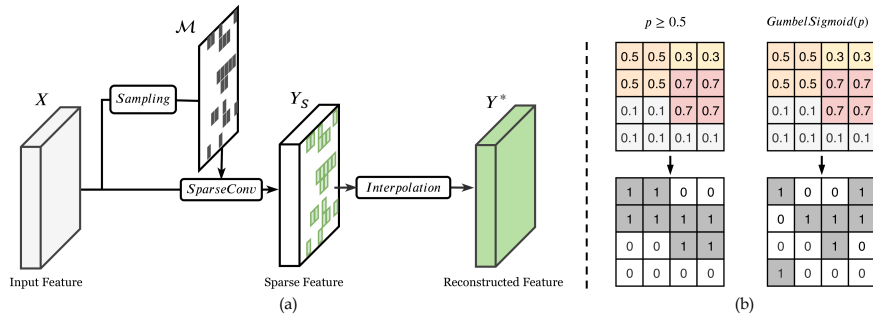 X
Sampling
M
SparseConv
Y_S
Interpolation
Y*
Input Feature
Sparse Feature
Reconstructed Feature
(a)
p ≥ 0.5
0.5 0.5 0.3 0.3
0.5 0.5 0.7 0.7
0.1 0.1 0.7 0.7
0.1 0.1 0.1 0.1
1 1 0 0
1 1 1 1
0 0 1 1
0 0 0 0
GumbelSigmoid(p)
0.5 0.5 0.3 0.3
0.5 0.5 0.7 0.7
0.1 0.1 0.7 0.7
0.1 0.1 0.1 0.1
1 0 0 1
0 1 1 1
0 0 1 0
1 0 0 0
(b)